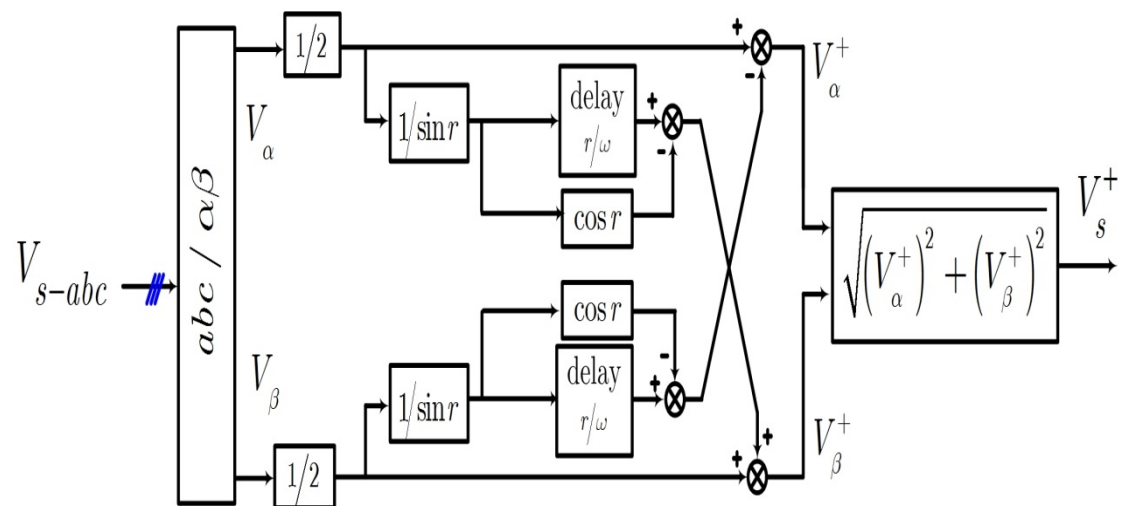 V_{s-abc}
abc / αβ
V_α
1/2
1/sin r
delay
r/ω
+
-
cos r
+
-
V_α^+
cos r
-
V_β
1/sin r
delay
r/ω
+
1/2
+
+
V_β^+
√((V_α^+)^2 + (V_β^+)^2)
V_s^+